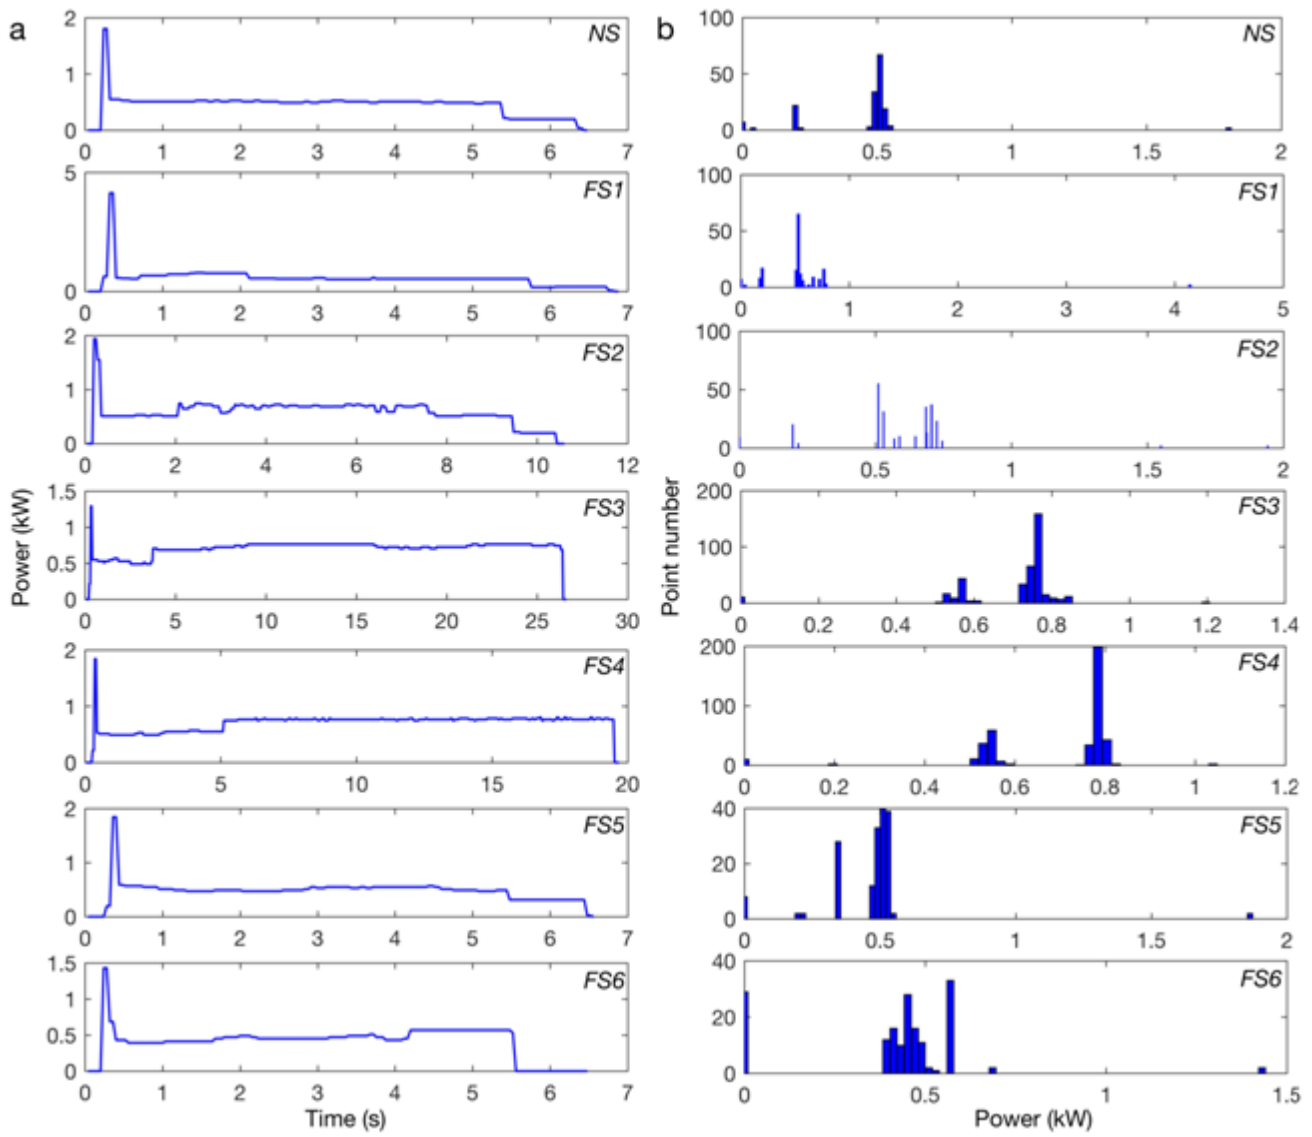 a
b
2
1
0
NS
0 1 2 3 4 5 6 7
100
50
0
NS
0 0.5 1 1.5 2
5
0
FS1
0 1 2 3 4 5 6 7
100
50
0
FS1
0 1 2 3 4 5
2
1
0
FS2
0 2 4 6 8 10 12
100
50
0
FS2
0 0.5 1 1.5 2
Power (kW)
1.5
1
0.5
0
FS3
0 5 10 15 20 25 30
Point number
200
100
0
FS3
0 0.2 0.4 0.6 0.8 1 1.2 1.4
2
1
0
FS4
0 5 10 15 20
200
100
0
FS4
0 0.2 0.4 0.6 0.8 1 1.2
2
1
0
FS5
0 1 2 3 4 5 6 7
40
20
0
FS5
0 0.5 1 1.5 2
1.5
1
0.5
0
FS6
0 1 2 3 4 5 6 7
Time (s)
40
20
0
FS6
0 0.5 1 1.5
Power (kW)